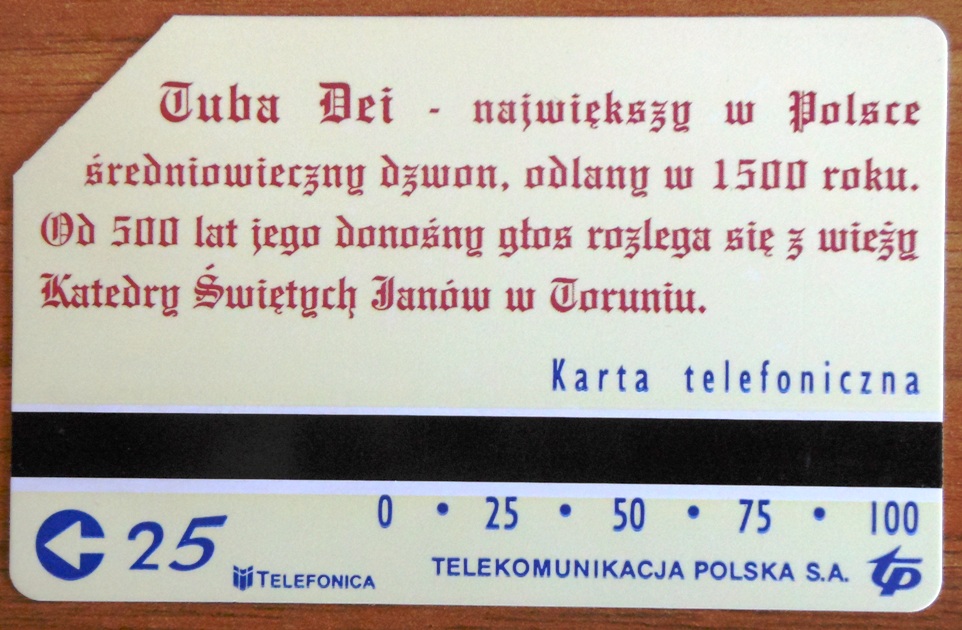 Tuba Dei - największy w Polsce
średniowieczny dzwon, odlany w 1500 roku.
Od 500 lat jego donośny głos rozlega się z wieży
Katedry Świętych Janów w Toruniu.
Karta telefoniczna
0 • 25 • 50 • 75 • 100
25
TELEFONICA
TELEKOMUNIKACJA POLSKA S.A. tp